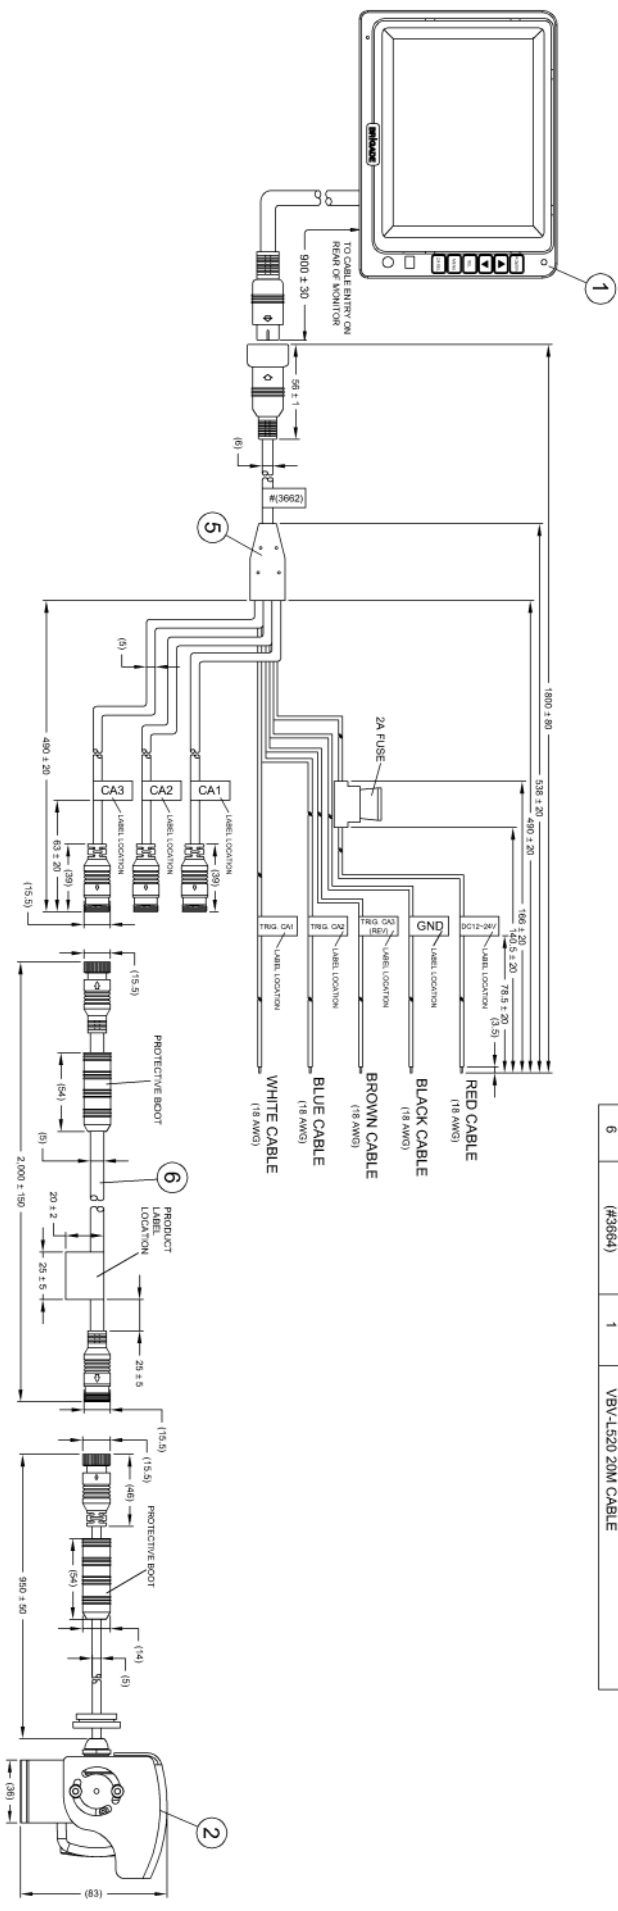 BRIGADE
1
TO CABLE ENTRY ON
REAR OF MONITOR
900 ± 30
56 ± 1
(6)
#(3662)
5
1800 ± 80
538 ± 20
490 ± 20
2A FUSE
166 ± 20
140.5 ± 20
78.5 ± 20
(3.5)
DC12~24V
LABEL LOCATION
RED CABLE
(18 AWG)
GND
LABEL LOCATION
BLACK CABLE
(18 AWG)
TRIG. CA3
(REV)
LABEL LOCATION
BROWN CABLE
(18 AWG)
TRIG. CA2
LABEL LOCATION
BLUE CABLE
(18 AWG)
TRIG. CA1
LABEL LOCATION
WHITE CABLE
(18 AWG)
(5)
490 ± 20
CA1
LABEL LOCATION
CA2
LABEL LOCATION
CA3
LABEL LOCATION
63 ± 20
(39)
(39)
(15.5)
(15.5)
PROTECTIVE BOOT
(54)
(5)
2,000 ± 150
6
20 ± 2
PRODUCT
LABEL
LOCATION
25 ± 5
25 ± 5
(15.5)
(15.5)
(46)
PROTECTIVE BOOT
(54)
950 ± 50
(14)
(5)
2
(36)
(83)
6 (#3664) 1 VBV-L520 20M CABLE